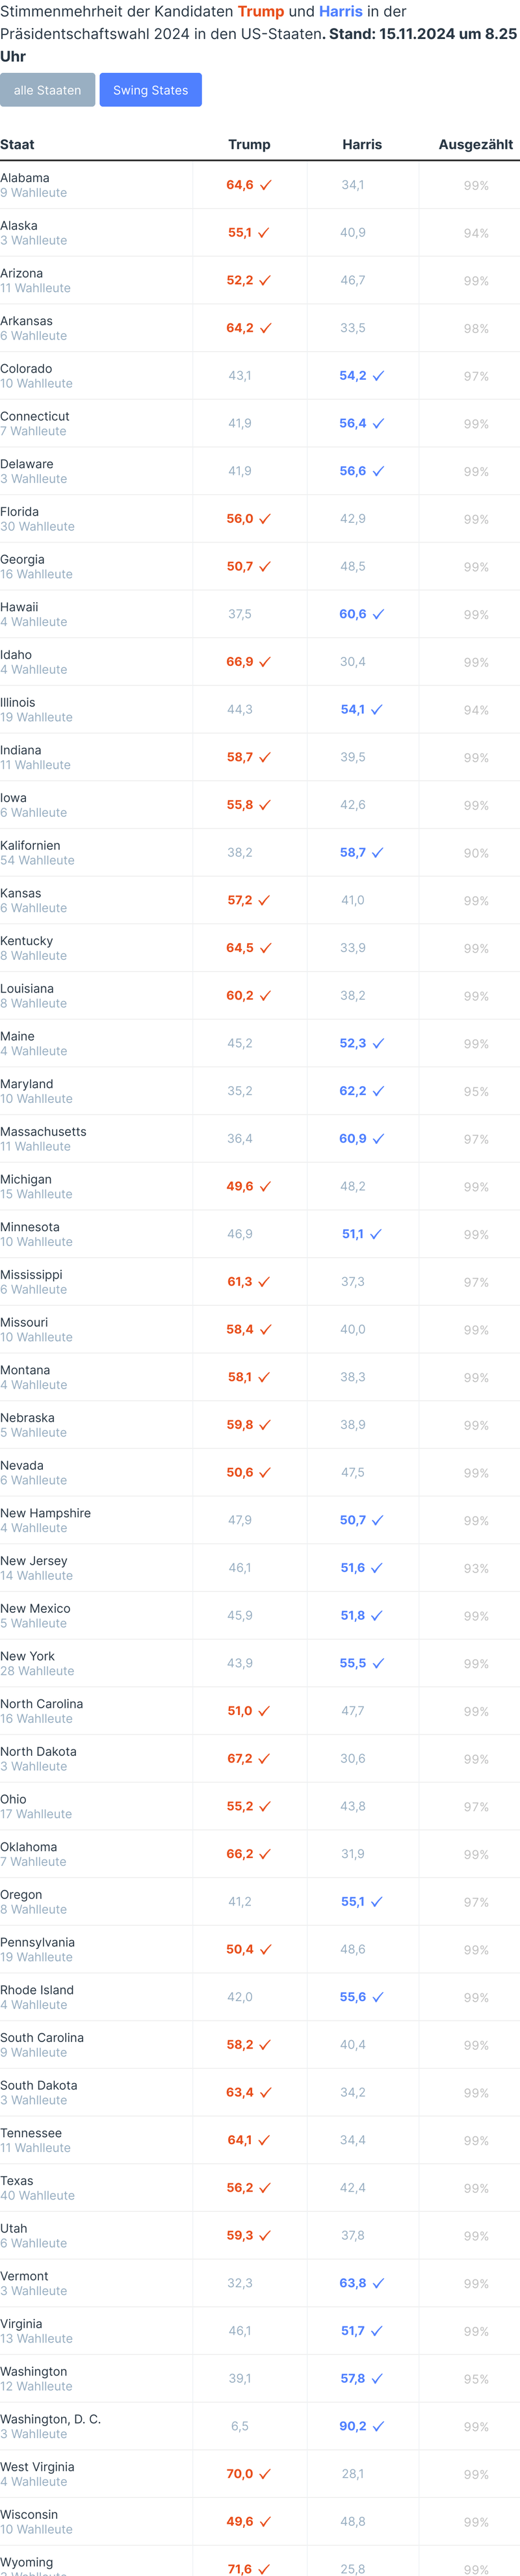 Stimmenmehrheit der Kandidaten Trump und Harris in der
Präsidentschaftswahl 2024 in den US-Staaten. Stand: 15.11.2024 um 8.25
Uhr
alle Staaten Swing States
Staat Trump Harris Ausgezählt
Alabama
9 Wahlleute 64,6 ✓ 34,1 99%
Alaska
3 Wahlleute 55,1 ✓ 40,9 94%
Arizona
11 Wahlleute 52,2 ✓ 46,7 99%
Arkansas
6 Wahlleute 64,2 ✓ 33,5 98%
Colorado
10 Wahlleute 43,1 54,2 ✓ 97%
Connecticut
7 Wahlleute 41,9 56,4 ✓ 99%
Delaware
3 Wahlleute 41,9 56,6 ✓ 99%
Florida
30 Wahlleute 56,0 ✓ 42,9 99%
Georgia
16 Wahlleute 50,7 ✓ 48,5 99%
Hawaii
4 Wahlleute 37,5 60,6 ✓ 99%
Idaho
4 Wahlleute 66,9 ✓ 30,4 99%
Illinois
19 Wahlleute 44,3 54,1 ✓ 94%
Indiana
11 Wahlleute 58,7 ✓ 39,5 99%
Iowa
6 Wahlleute 55,8 ✓ 42,6 99%
Kalifornien
54 Wahlleute 38,2 58,7 ✓ 90%
Kansas
6 Wahlleute 57,2 ✓ 41,0 99%
Kentucky
8 Wahlleute 64,5 ✓ 33,9 99%
Louisiana
8 Wahlleute 60,2 ✓ 38,2 99%
Maine
4 Wahlleute 45,2 52,3 ✓ 99%
Maryland
10 Wahlleute 35,2 62,2 ✓ 95%
Massachusetts
11 Wahlleute 36,4 60,9 ✓ 97%
Michigan
15 Wahlleute 49,6 ✓ 48,2 99%
Minnesota
10 Wahlleute 46,9 51,1 ✓ 99%
Mississippi
6 Wahlleute 61,3 ✓ 37,3 97%
Missouri
10 Wahlleute 58,4 ✓ 40,0 99%
Montana
4 Wahlleute 58,1 ✓ 38,3 99%
Nebraska
5 Wahlleute 59,8 ✓ 38,9 99%
Nevada
6 Wahlleute 50,6 ✓ 47,5 99%
New Hampshire
4 Wahlleute 47,9 50,7 ✓ 99%
New Jersey
14 Wahlleute 46,1 51,6 ✓ 93%
New Mexico
5 Wahlleute 45,9 51,8 ✓ 99%
New York
28 Wahlleute 43,9 55,5 ✓ 99%
North Carolina
16 Wahlleute 51,0 ✓ 47,7 99%
North Dakota
3 Wahlleute 67,2 ✓ 30,6 99%
Ohio
17 Wahlleute 55,2 ✓ 43,8 97%
Oklahoma
7 Wahlleute 66,2 ✓ 31,9 99%
Oregon
8 Wahlleute 41,2 55,1 ✓ 97%
Pennsylvania
19 Wahlleute 50,4 ✓ 48,6 99%
Rhode Island
4 Wahlleute 42,0 55,6 ✓ 99%
South Carolina
9 Wahlleute 58,2 ✓ 40,4 99%
South Dakota
3 Wahlleute 63,4 ✓ 34,2 99%
Tennessee
11 Wahlleute 64,1 ✓ 34,4 99%
Texas
40 Wahlleute 56,2 ✓ 42,4 99%
Utah
6 Wahlleute 59,3 ✓ 37,8 99%
Vermont
3 Wahlleute 32,3 63,8 ✓ 99%
Virginia
13 Wahlleute 46,1 51,7 ✓ 99%
Washington
12 Wahlleute 39,1 57,8 ✓ 95%
Washington, D. C.
3 Wahlleute 6,5 90,2 ✓ 99%
West Virginia
4 Wahlleute 70,0 ✓ 28,1 99%
Wisconsin
10 Wahlleute 49,6 ✓ 48,8 99%
Wyoming
71,6 ✓ 25,8 99%